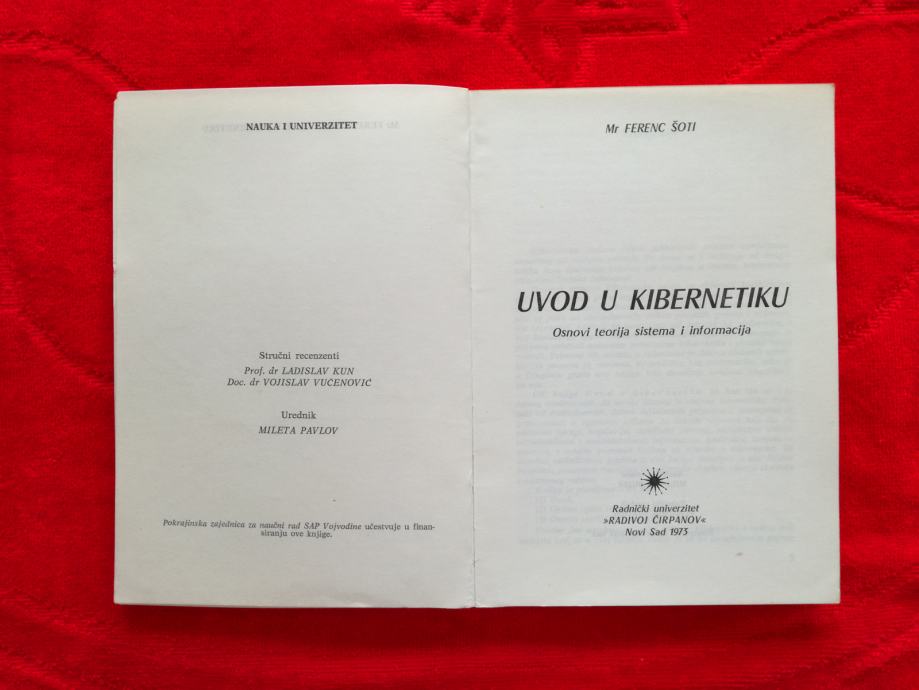 NAUKA I UNIVERZITET
Stručni recenzenti
Prof. dr LADISLAV KUN
Doc. dr VOJISLAV VUČENOVIĆ
Urednik
MILETA PAVLOV
Pokrajinska zajednica za naučni rad SAP Vojvodine učestvuje u finan-
siranju ove knjige.
Mr FERENC ŠOTI
UVOD U KIBERNETIKU
Osnovi teorija sistema i informacija
Radnički univerzitet
»RADIVOJ ĆIRPANOV«
Novi Sad 1973